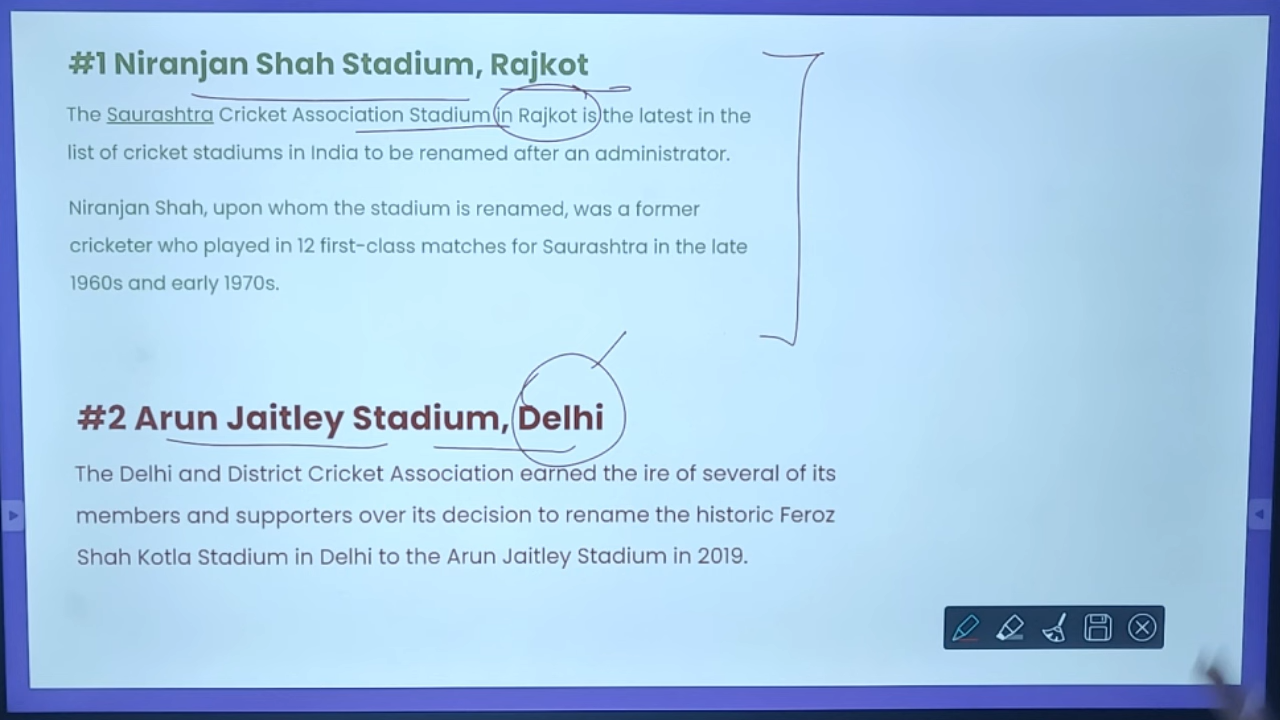 #1 Niranjan Shah Stadium, Rajkot
The Saurashtra Cricket Association Stadium in Rajkot is the latest in the
list of cricket stadiums in India to be renamed after an administrator.
Niranjan Shah, upon whom the stadium is renamed, was a former
cricketer who played in 12 first-class matches for Saurashtra in the late
1960s and early 1970s.
#2 Arun Jaitley Stadium, Delhi
The Delhi and District Cricket Association earned the ire of several of its
members and supporters over its decision to rename the historic Feroz
Shah Kotla Stadium in Delhi to the Arun Jaitley Stadium in 2019.